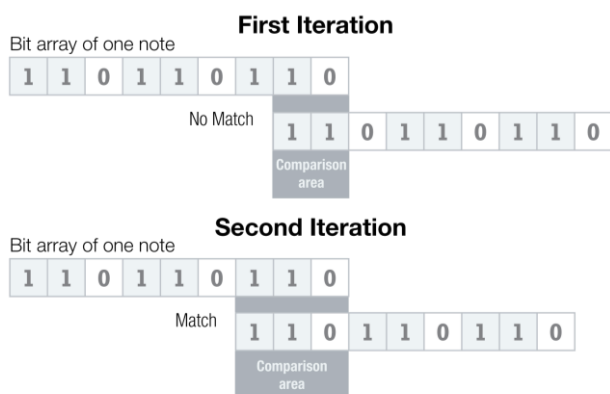 First Iteration
Bit array of one note
1 1 0 1 1 0 1 1 0
No Match
1 1 0 1 1 0 1 1 0
Comparison
area
Second Iteration
Bit array of one note
1 1 0 1 1 0 1 1 0
Match
1 1 0 1 1 0 1 1 0
Comparison
area